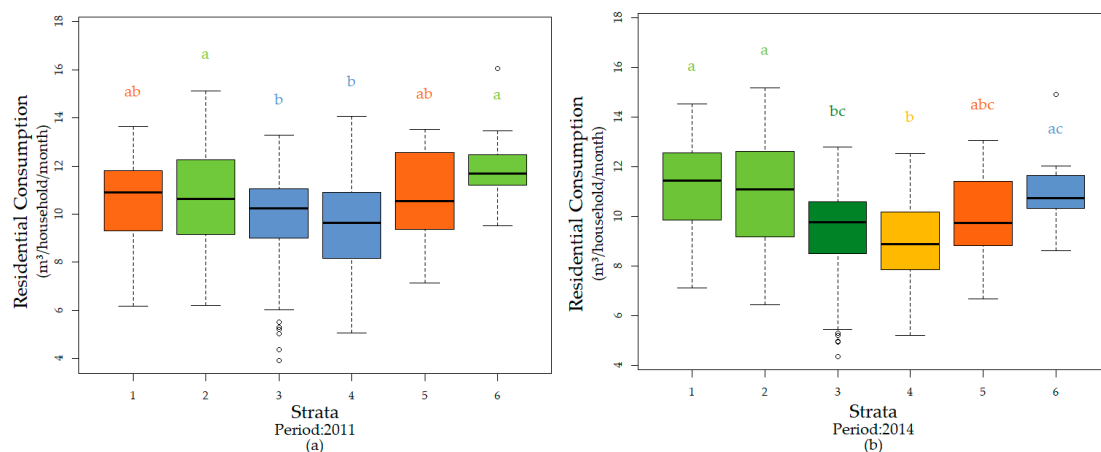 18
16
14
12
10
8
6
4
Residential Consumption
(m³/household/month)
ab
a
b
b
ab
a
1 2 3 4 5 6
Strata
Period:2011
(a)
18
16
14
12
10
8
6
4
Residential Consumption
(m³/household/month)
a
a
bc
b
abc
ac
1 2 3 4 5 6
Strata
Period:2014
(b)